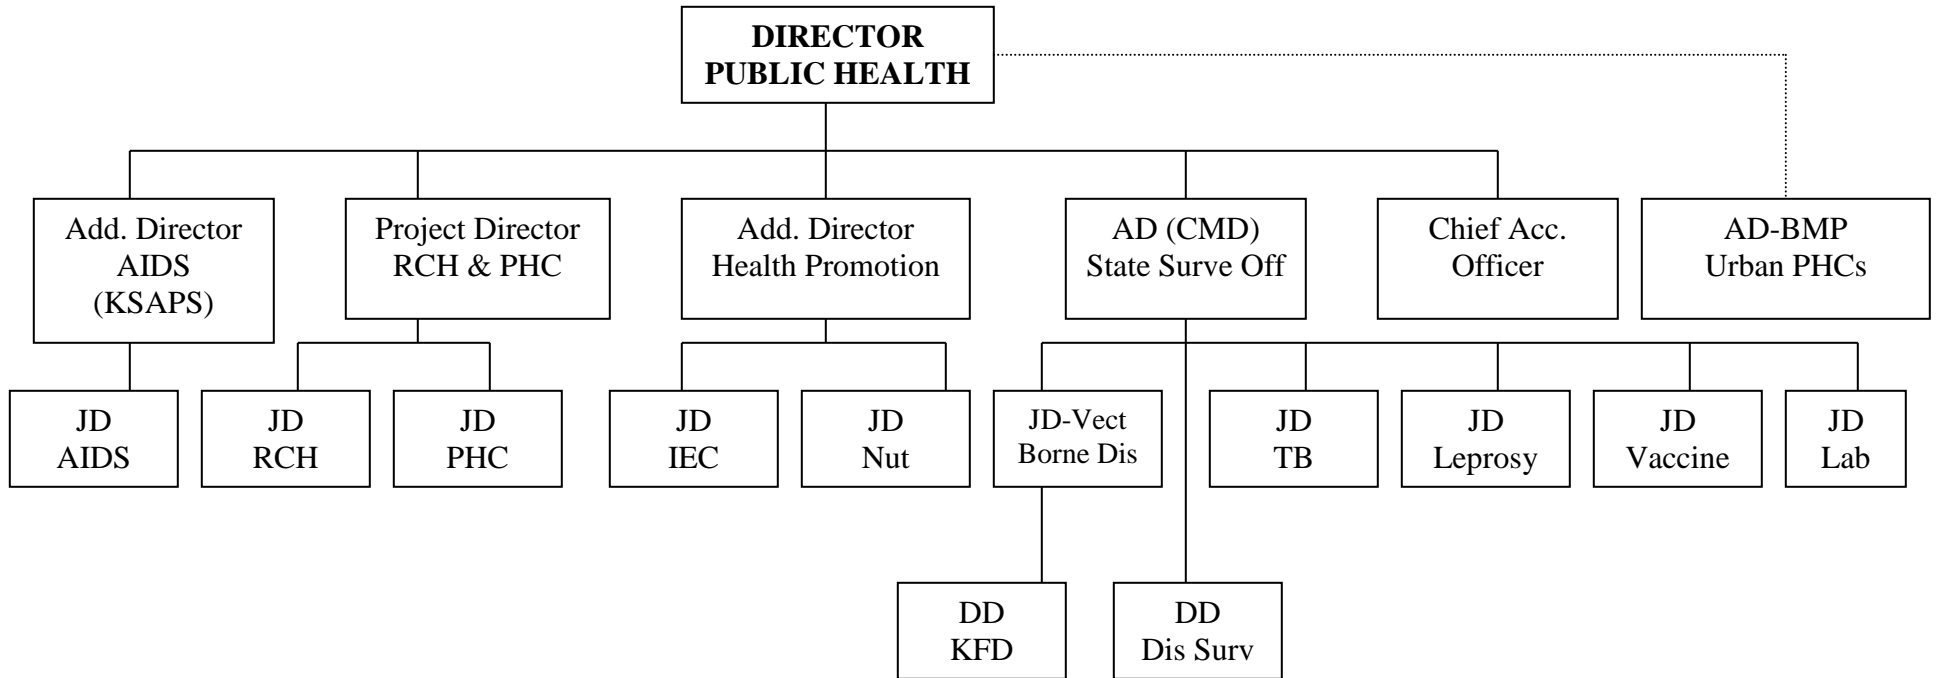 DIRECTOR
PUBLIC HEALTH
Add. Director
AIDS
(KSAPS)
Project Director
RCH & PHC
Add. Director
Health Promotion
AD (CMD)
State Surve Off
Chief Acc.
Officer
AD-BMP
Urban PHCs
JD
AIDS
JD
RCH
JD
PHC
JD
IEC
JD
Nut
JD-Vect
Borne Dis
JD
TB
JD
Leprosy
JD
Vaccine
JD
Lab
DD
KFD
DD
Dis Surv